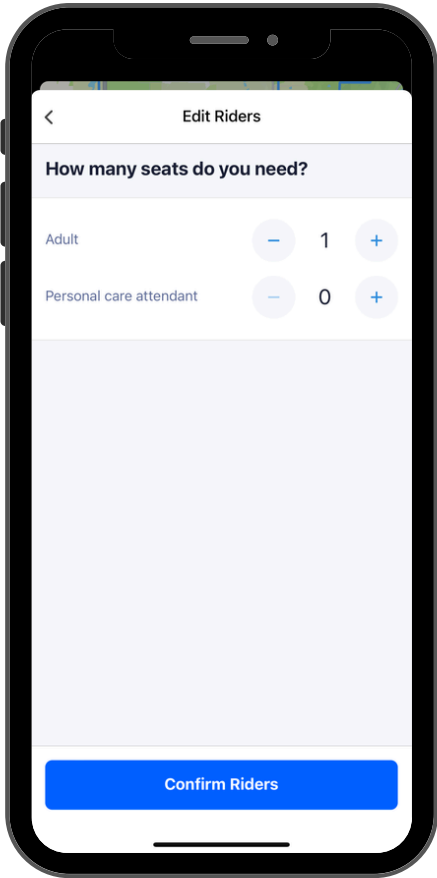 Edit Riders
How many seats do you need?
Adult
− 1 +
Personal care attendant
− 0 +
Confirm Riders